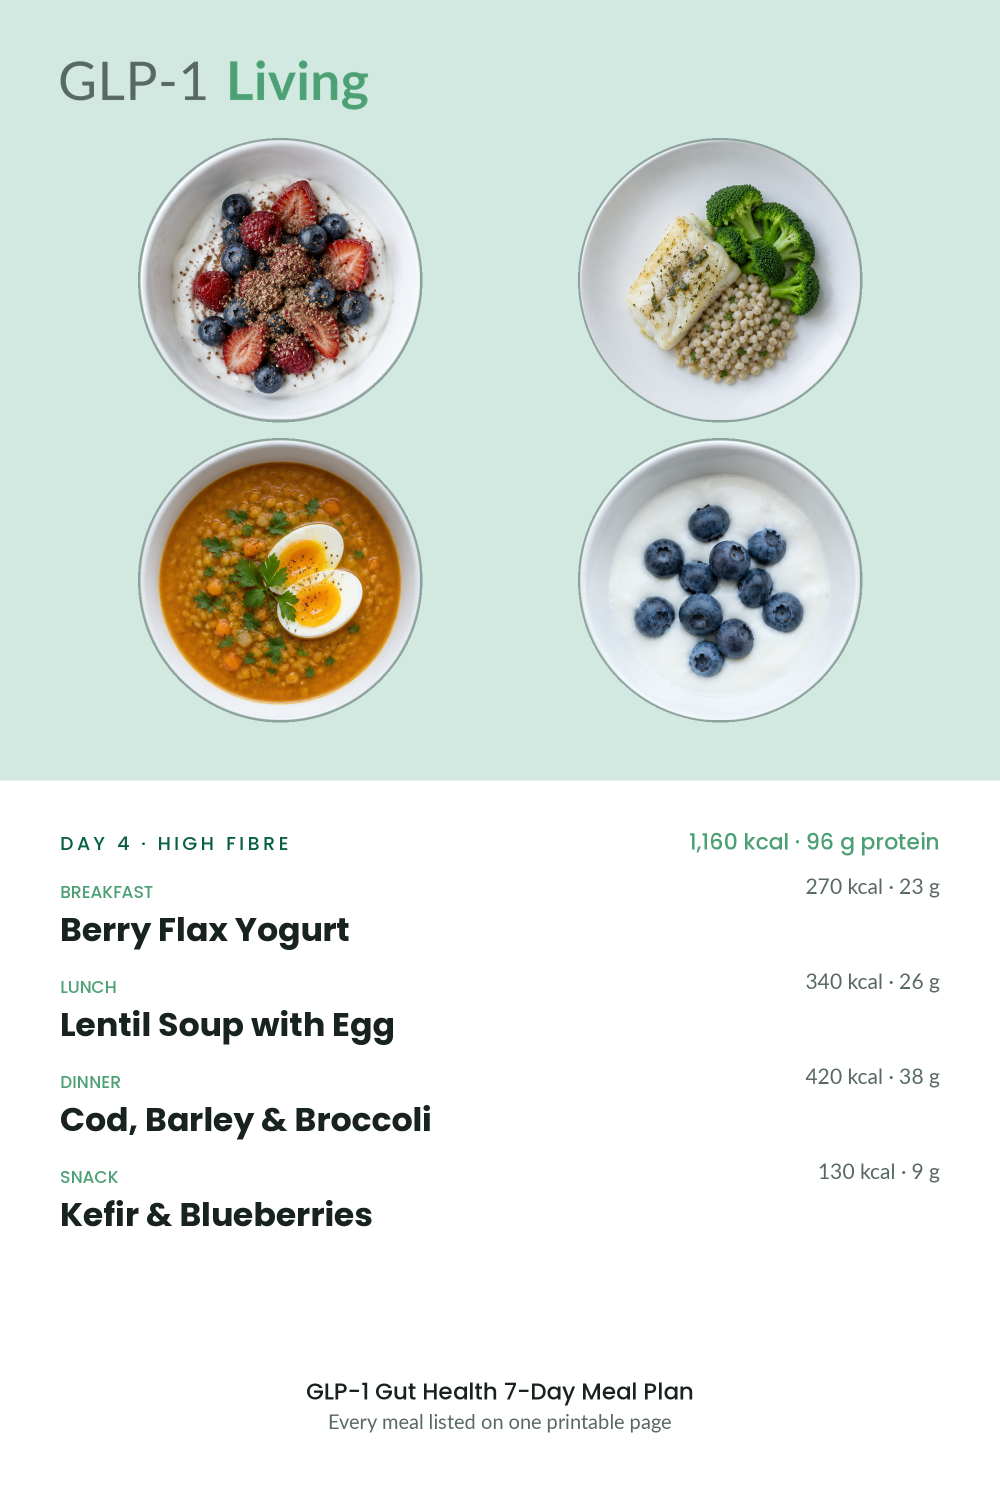 GLP-1 Living
DAY 4 · HIGH FIBRE
1,160 kcal · 96 g protein
BREAKFAST
270 kcal · 23 g
Berry Flax Yogurt
LUNCH
340 kcal · 26 g
Lentil Soup with Egg
DINNER
420 kcal · 38 g
Cod, Barley & Broccoli
SNACK
130 kcal · 9 g
Kefir & Blueberries
GLP-1 Gut Health 7-Day Meal Plan
Every meal listed on one printable page